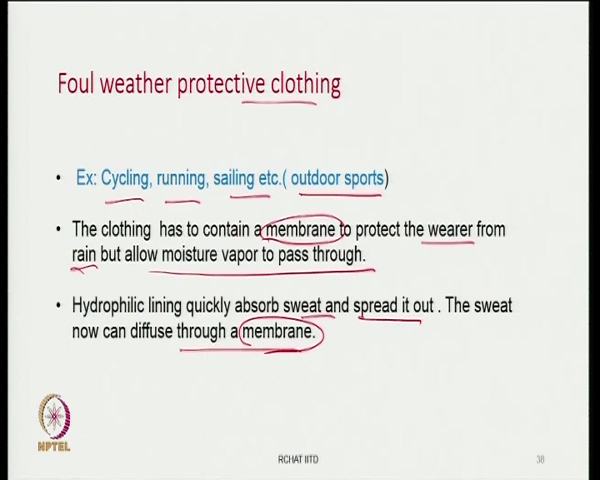 Foul weather protective clothing
• Ex: Cycling, running, sailing etc.( outdoor sports)
• The clothing has to contain a membrane to protect the wearer from
rain but allow moisture vapor to pass through.
• Hydrophilic lining quickly absorb sweat and spread it out . The sweat
now can diffuse through a membrane.
NPTEL
RCHAT IITD
38